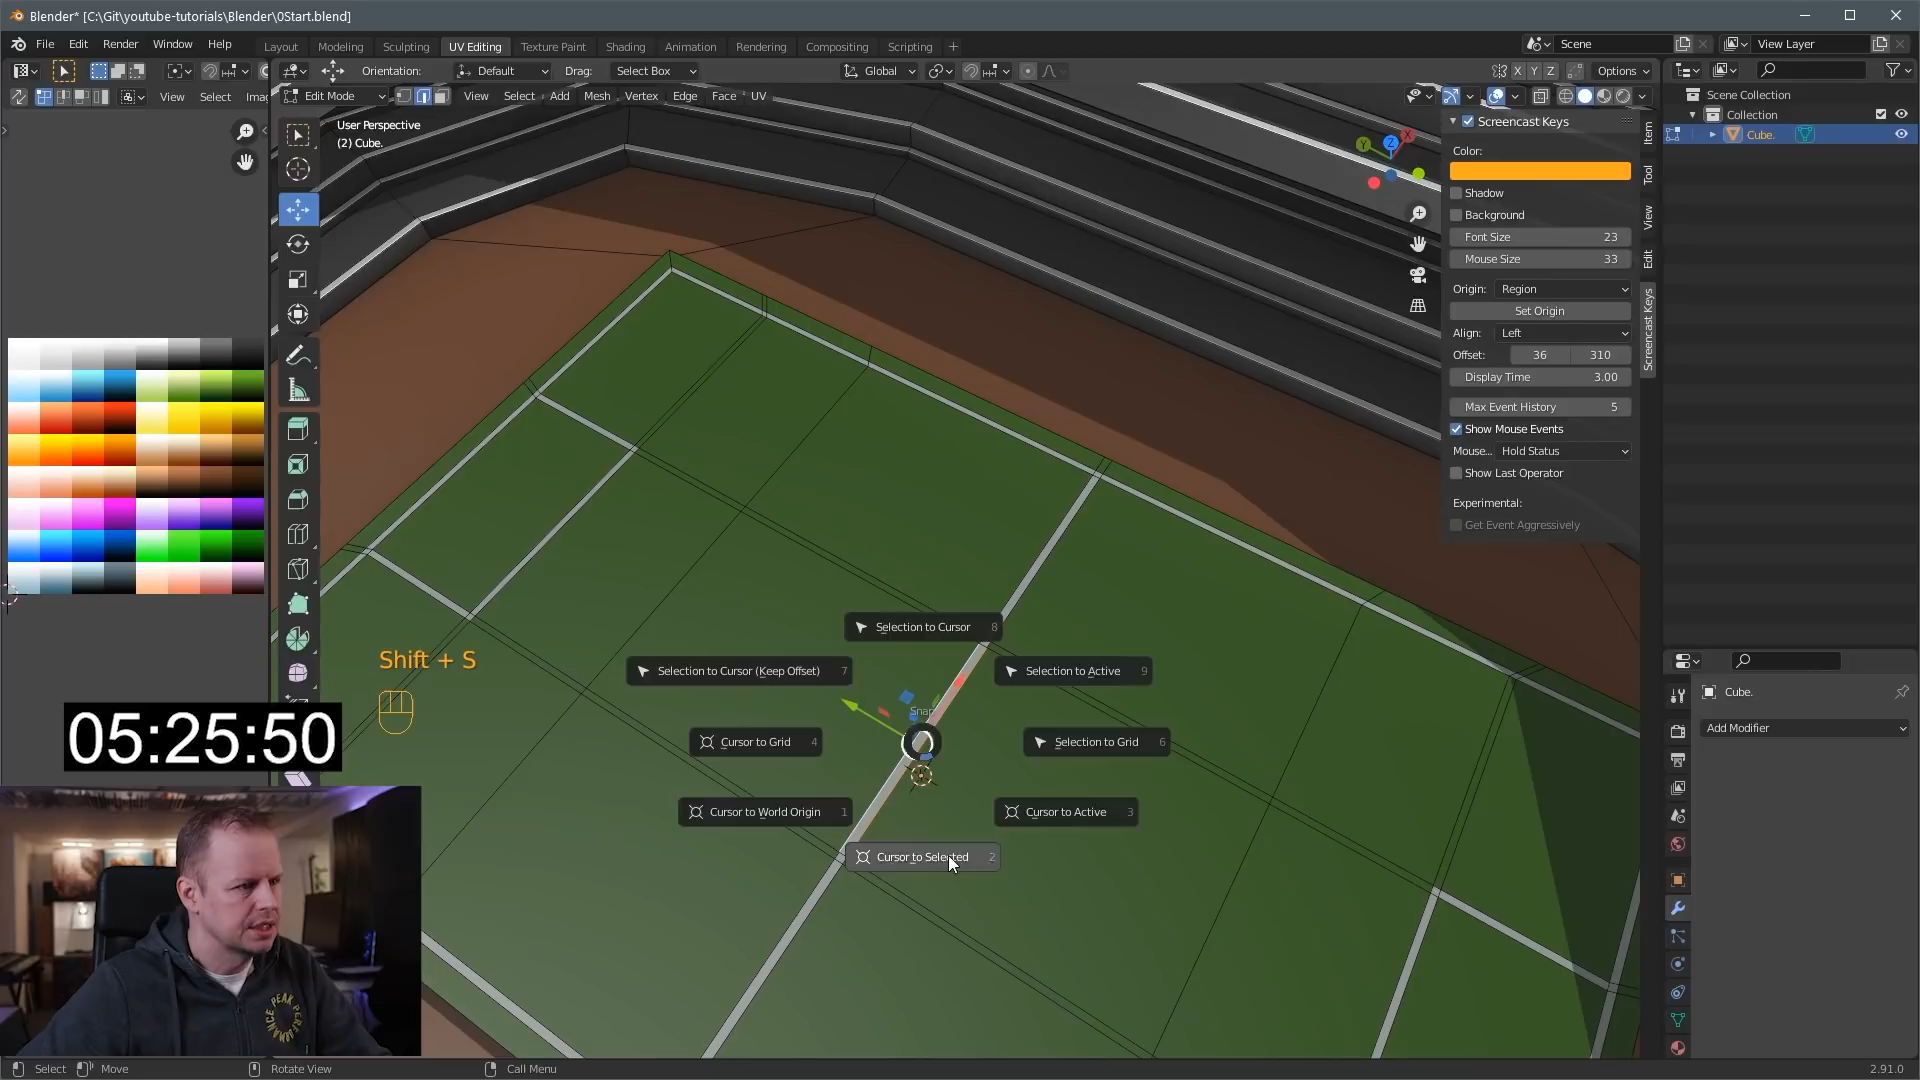 Blender* [C:\Git\youtube-tutorials\Blender\0Start.blend]
File Edit Render Window Help
Layout Modeling Sculpting UV Editing Texture Paint Shading Animation Rendering Compositing Scripting +
Scene
View Layer
Orientation: Default Drag: Select Box
Global
X Y Z Options
View Select Imag
Edit Mode
View Select Add Mesh Vertex Edge Face UV
User Perspective
(2) Cube.
Screencast Keys
Color:
Shadow
Background
Font Size 23
Mouse Size 33
Origin: Region
Set Origin
Align: Left
Offset: 36 310
Display Time 3.00
Max Event History 5
Show Mouse Events
Mouse... Hold Status
Show Last Operator
Experimental:
Get Event Aggressively
Item
Tool
View
Edit
Screencast Keys
X
Y
Z
Scene Collection
Collection
Cube.
Cube.
Add Modifier
Selection to Cursor 8
Selection to Cursor (Keep Offset) 7
Selection to Active 9
Snap
Cursor to Grid 4
Selection to Grid 6
Cursor to World Origin 1
Cursor to Active 3
Cursor to Selected 2
Shift + S
05:25:50
PEAK PERFORMANCE
Select Move Rotate View Call Menu
2.91.0